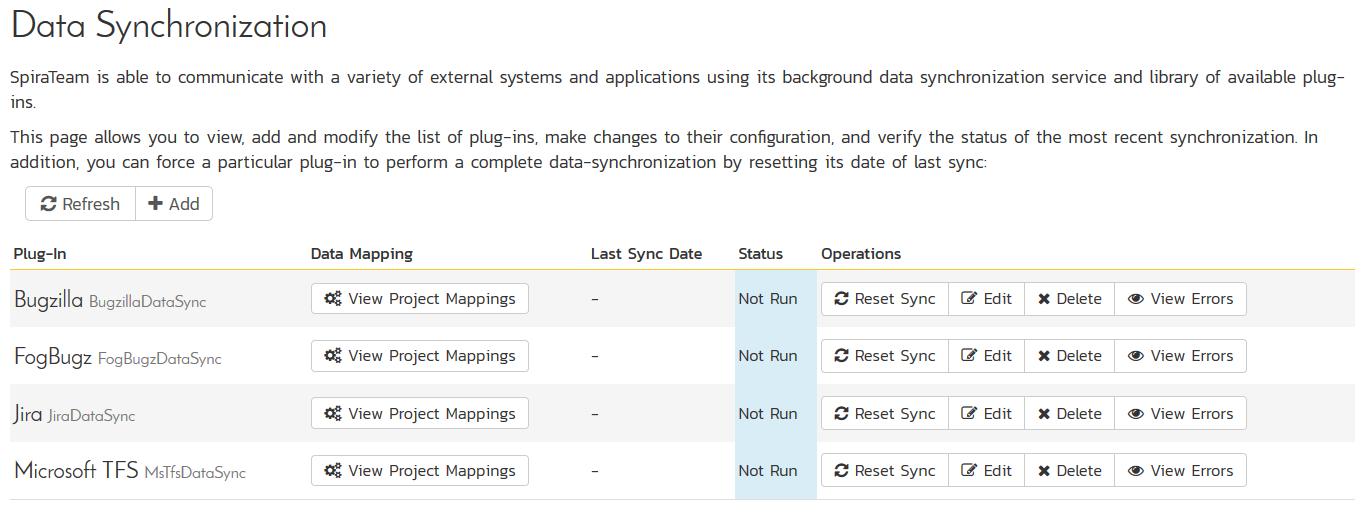 Data Synchronization
SpiraTeam is able to communicate with a variety of external systems and applications using its background data synchronization service and library of available plug-
ins.
This page allows you to view, add and modify the list of plug-ins, make changes to their configuration, and verify the status of the most recent synchronization. In
addition, you can force a particular plug-in to perform a complete data-synchronization by resetting its date of last sync:
Refresh Add
Plug-In Data Mapping Last Sync Date Status Operations
Bugzilla BugzillaDataSync View Project Mappings - Not Run Reset Sync Edit Delete View Errors
FogBugz FogBugzDataSync View Project Mappings - Not Run Reset Sync Edit Delete View Errors
Jira JiraDataSync View Project Mappings - Not Run Reset Sync Edit Delete View Errors
Microsoft TFS MsTfsDataSync View Project Mappings - Not Run Reset Sync Edit Delete View Errors